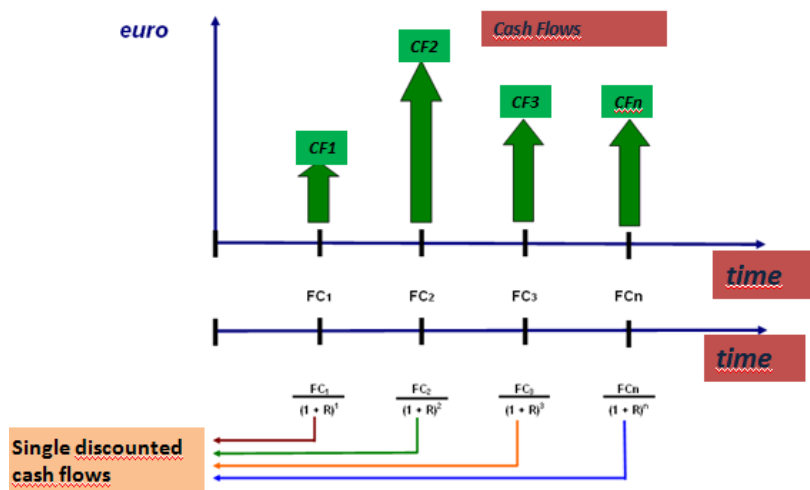 euro
Cash Flows
CF2
CF3
CFn
CF1
time
FC₁ FC₂ FC₃ FCn
time
FC₁ FC₂ FC₃ FCn
(1 + R)¹ (1 + R)² (1 + R)³ (1 + R)ⁿ
Single discounted
cash flows